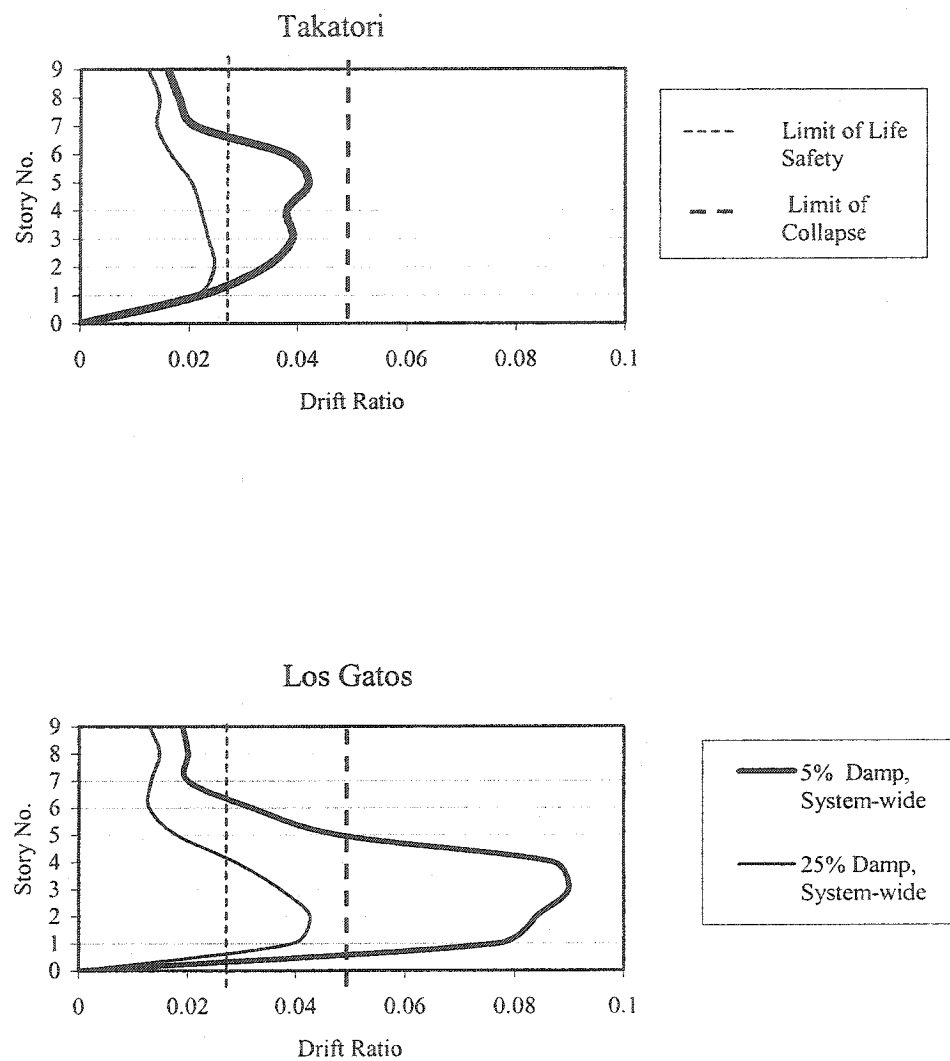 Takatori
9
8
7
6
5
4
3
2
1
0
Story No.
0 0.02 0.04 0.06 0.08 0.1
Drift Ratio
Limit of Life
Safety
Limit of
Collapse
Los Gatos
9
8
7
6
5
4
3
2
1
0
Story No.
0 0.02 0.04 0.06 0.08 0.1
Drift Ratio
5% Damp,
System-wide
25% Damp,
System-wide